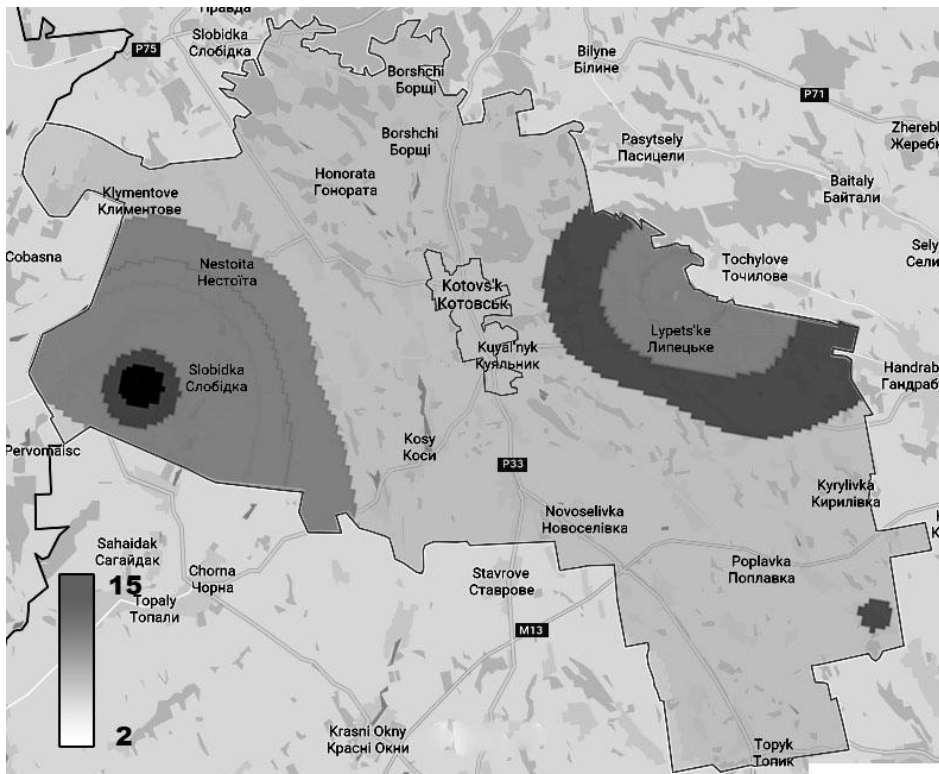 Правда
Slobidka
Слобідка
P75
Borshchi
Борщі
Bilyne
Білине
P71
Borshchi
Борщі
Pasytsely
Пасицели
Honorata
Гонората
Baitaly
Байтали
Klymentove
Климентове
Cobasna
Nestoita
Нестоїта
Tochylove
Точилове
Kotovs'k
Котовськ
Lypets'ke
Липецьке
Kuyal'nyk
Куяльник
Slobidka
Слобідка
Pervomaisc
Kosy
Коси
P33
Kyrylivka
Кирилівка
Novoselivka
Новоселівка
Sahaidak
Сагайдак
Chorna
Чорна
Stavrove
Ставрове
Poplavka
Поплавка
15
Topaly
Топали
M13
2
Krasni Okny
Красні Окни
Topyk
Топик